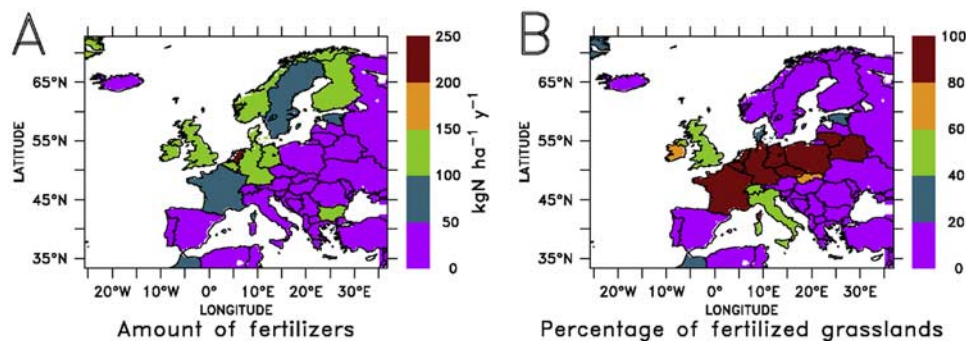 A
B
65°N
55°N
45°N
35°N
LATITUDE
20°W 10°W 0° 10°E 20°E 30°E
LONGITUDE
Amount of fertilizers
250
200
150
100
50
0
kgN ha⁻¹ y⁻¹
65°N
55°N
45°N
35°N
LATITUDE
20°W 10°W 0° 10°E 20°E 30°E
LONGITUDE
Percentage of fertilized grasslands
100
80
60
40
20
0